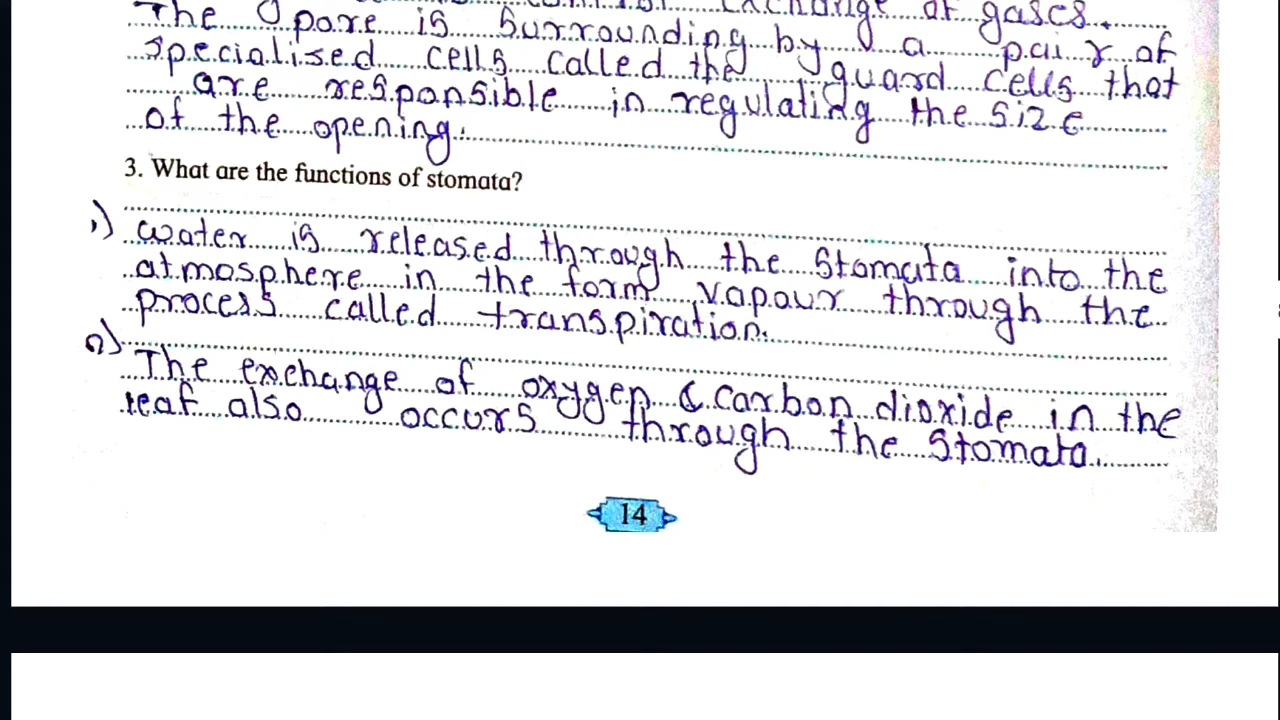 exchange of gases.
The pore is surrounding by a pair of
specialised cells called the guard cells that
are responsible in regulating the size
of the opening.
3. What are the functions of stomata?
1) water is released through the stomata into the
atmosphere in the form vapour through the
process called transpiration.
2)
The exchange of oxygen & carbon dioxide in the
leaf also occurs through the stomata.
14